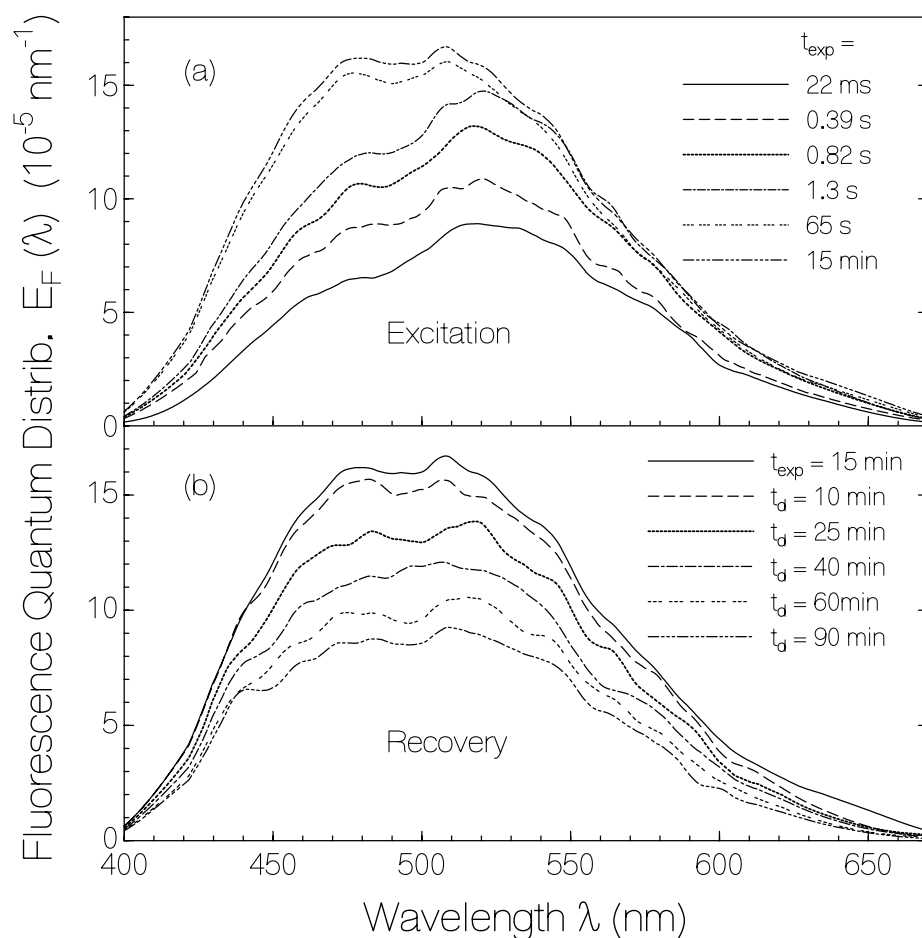 Fluorescence Quantum Distrib. E_F (λ) (10⁻⁵ nm⁻¹)
(a)
15
10
5
0
t_exp =
22 ms
0.39 s
0.82 s
1.3 s
65 s
15 min
Excitation
(b)
15
10
5
0
t_exp = 15 min
t_d = 10 min
t_d = 25 min
t_d = 40 min
t_d = 60min
t_d = 90 min
Recovery
400 450 500 550 600 650
Wavelength λ (nm)